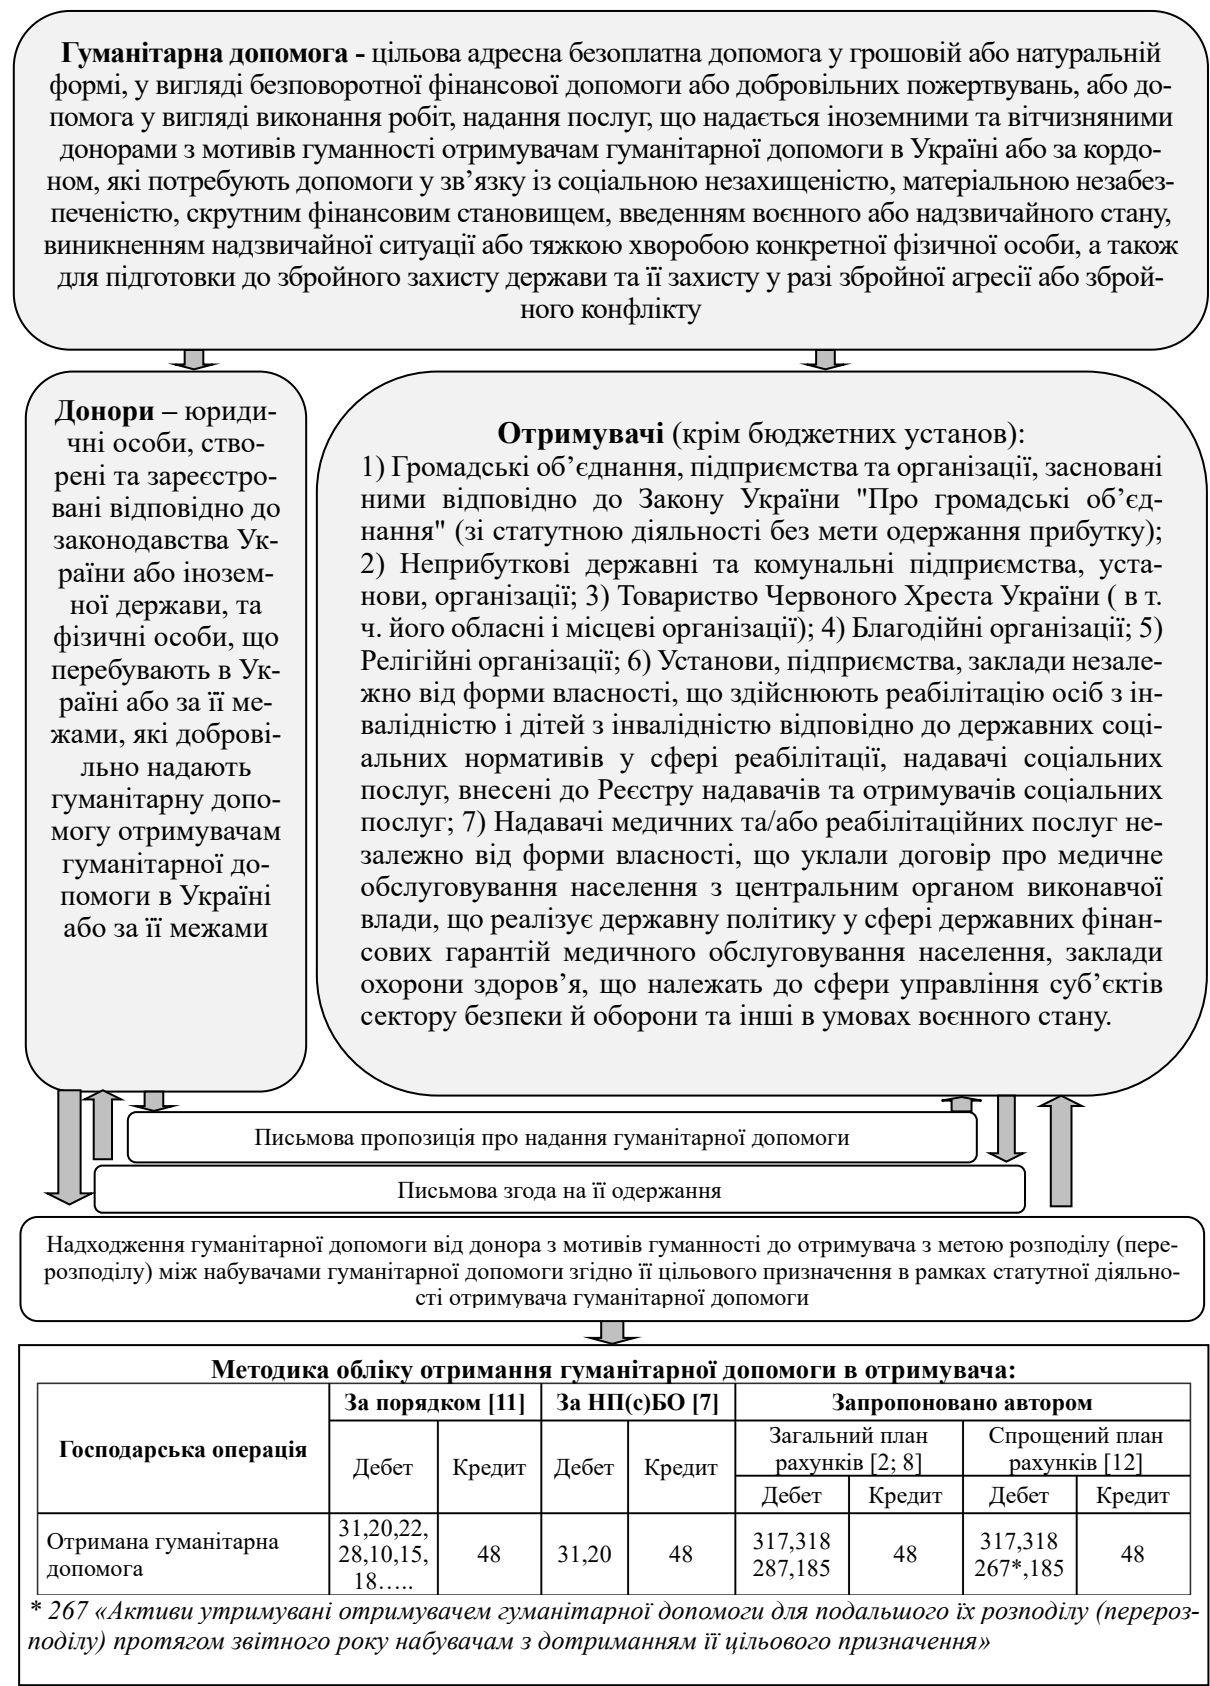 Гуманітарна допомога - цільова адресна безоплатна допомога у грошовій або натуральній
формі, у вигляді безповоротної фінансової допомоги або добровільних пожертвувань, або до-
помога у вигляді виконання робіт, надання послуг, що надається іноземними та вітчизняними
донорами з мотивів гуманності отримувачам гуманітарної допомоги в Україні або за кордо-
ном, які потребують допомоги у зв’язку із соціальною незахищеністю, матеріальною незабез-
печеністю, скрутним фінансовим становищем, введенням воєнного або надзвичайного стану,
виникненням надзвичайної ситуації або тяжкою хворобою конкретної фізичної особи, а також
для підготовки до збройного захисту держави та її захисту у разі збройної агресії або зброй-
ного конфлікту
Донори – юриди-
чні особи, ство-
рені та зареєстро-
вані відповідно до
законодавства Ук-
раїни або інозем-
ної держави, та
фізичні особи, що
перебувають в Ук-
раїні або за її ме-
жами, які доброві-
льно надають
гуманітарну допо-
могу отримувачам
гуманітарної до-
помоги в Україні
або за її межами
Отримувачі (крім бюджетних установ):
1) Громадські об’єднання, підприємства та організації, засновані
ними відповідно до Закону України "Про громадські об’єд-
нання" (зі статутною діяльності без мети одержання прибутку);
2) Неприбуткові державні та комунальні підприємства, уста-
нови, організації; 3) Товариство Червоного Хреста України ( в т.
ч. його обласні і місцеві організації); 4) Благодійні організації; 5)
Релігійні організації; 6) Установи, підприємства, заклади незале-
жно від форми власності, що здійснюють реабілітацію осіб з ін-
валідністю і дітей з інвалідністю відповідно до державних соці-
альних нормативів у сфері реабілітації, надавачі соціальних
послуг, внесені до Реєстру надавачів та отримувачів соціальних
послуг; 7) Надавачі медичних та/або реабілітаційних послуг не-
залежно від форми власності, що уклали договір про медичне
обслуговування населення з центральним органом виконавчої
влади, що реалізує державну політику у сфері державних фінан-
сових гарантій медичного обслуговування населення, заклади
охорони здоров’я, що належать до сфери управління суб’єктів
сектору безпеки й оборони та інші в умовах воєнного стану.
Письмова пропозиція про надання гуманітарної допомоги
Письмова згода на її одержання
Надходження гуманітарної допомоги від донора з мотивів гуманності до отримувача з метою розподілу (пере-
розподілу) між набувачами гуманітарної допомоги згідно її цільового призначення в рамках статутної діяльно-
сті отримувача гуманітарної допомоги
Методика обліку отримання гуманітарної допомоги в отримувача:
Господарська операція
За порядком [11]
За НП(с)БО [7]
Запропоновано автором
Дебет
Кредит
Дебет
Кредит
Загальний план
рахунків [2; 8]
Спрощений план
рахунків [12]
Дебет
Кредит
Дебет
Кредит
Отримана гуманітарна
допомога
31,20,22,
28,10,15,
18…..
48
31,20
48
317,318
287,185
48
317,318
267*,185
48
* 267 «Активи утримувані отримувачем гуманітарної допомоги для подальшого їх розподілу (перероз-
поділу) протягом звітного року набувачам з дотриманням її цільового призначення»